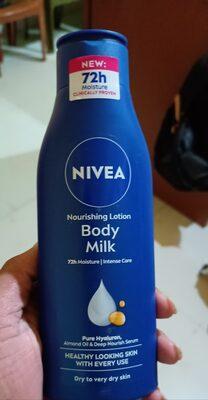 NEW:
72h
Moisture
CLINICALLY PROVEN
NIVEA
Nourishing Lotion
Body
Milk
72h Moisture | Intense Care
Pure Hyaluron,
Almond Oil & Deep Nourish Serum
HEALTHY LOOKING SKIN
WITH EVERY USE
Dry to very dry skin